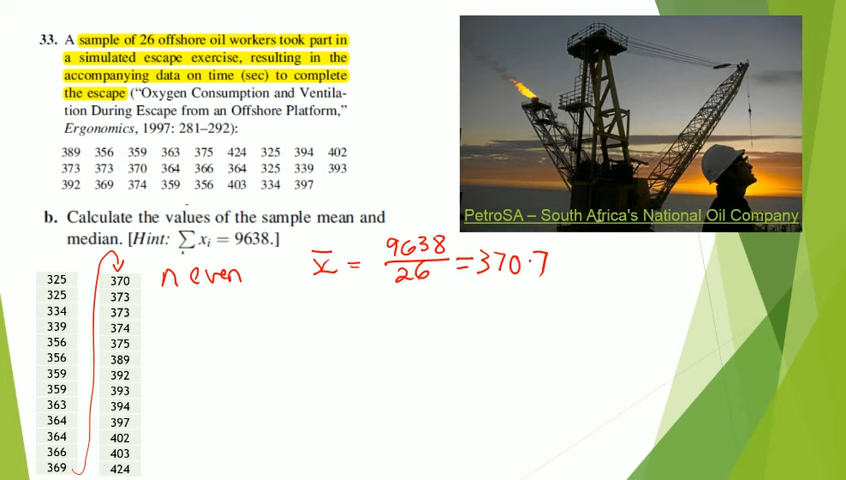 33. A sample of 26 offshore oil workers took part in
a simulated escape exercise, resulting in the
accompanying data on time (sec) to complete
the escape (“Oxygen Consumption and Ventila-
tion During Escape from an Offshore Platform,”
Ergonomics, 1997: 281–292):
389 356 359 363 375 424 325 394 402
373 373 370 364 366 364 325 339 393
392 369 374 359 356 403 334 397
PetroSA – South Africa's National Oil Company
b. Calculate the values of the sample mean and
median. [Hint: ∑xᵢ = 9638.]
n even
x̄ = 9638/26 = 370.7
325 370
325 373
334 373
339 374
356 375
356 389
359 392
359 393
363 394
364 397
364 402
366 403
369 424